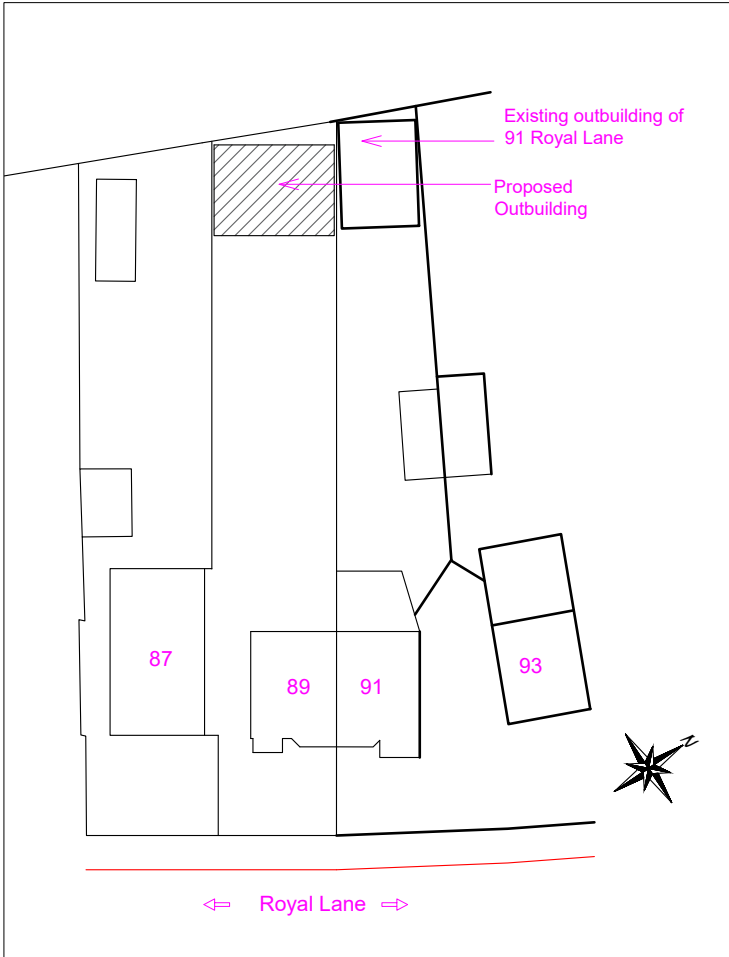 Existing outbuilding of
91 Royal Lane
Proposed
Outbuilding
87
89
91
93
N
Royal Lane